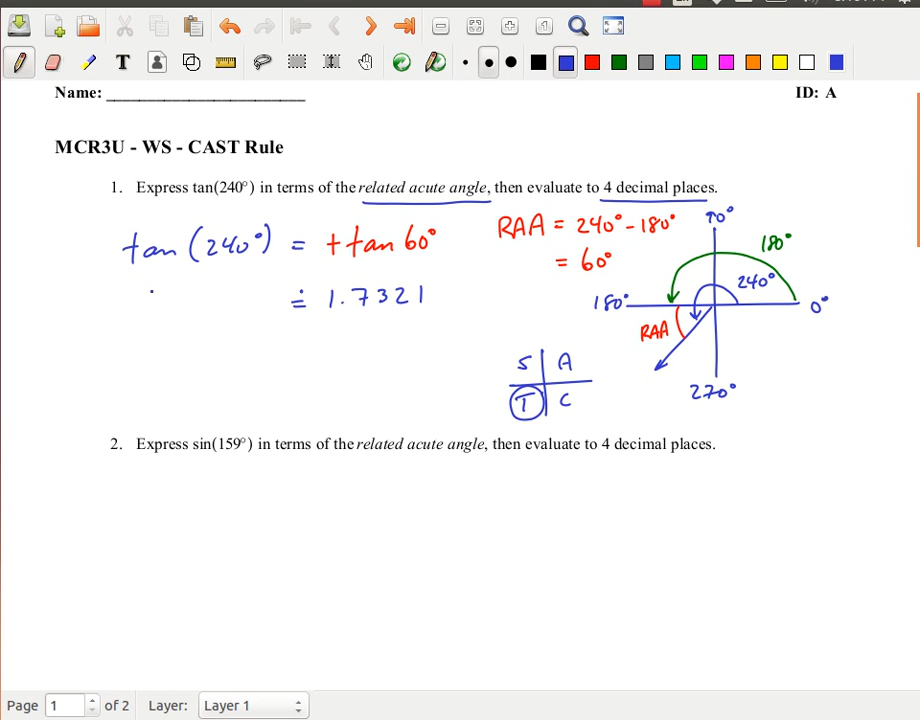 Name: ____________________ ID: A
MCR3U - WS - CAST Rule
1. Express tan(240°) in terms of the related acute angle, then evaluate to 4 decimal places.
tan (240°) = + tan 60°
≐ 1.7321
RAA = 240° - 180°
= 60°
90°
180°
240°
180°
0°
RAA
270°
S A
T C
2. Express sin(159°) in terms of the related acute angle, then evaluate to 4 decimal places.
Page 1 of 2 Layer: Layer 1